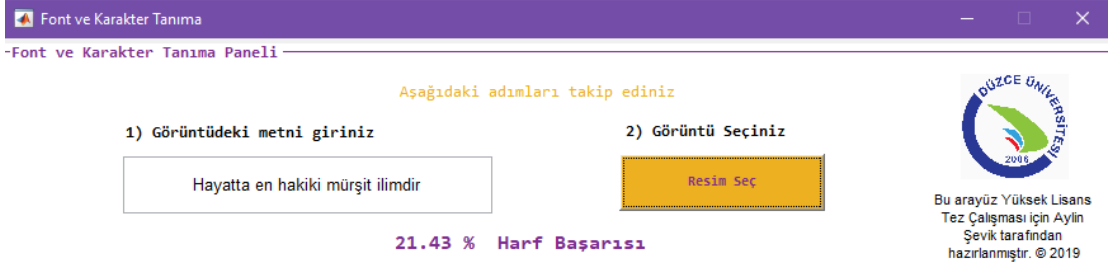 Font ve Karakter Tanıma
Font ve Karakter Tanıma Paneli
Aşağıdaki adımları takip ediniz
1) Görüntüdeki metni giriniz
2) Görüntü Seçiniz
Hayatta en hakiki mürşit ilimdir
Resim Seç
21.43 % Harf Başarısı
DÜZCE ÜNİVERSİTESİ
2006
Bu arayüz Yüksek Lisans
Tez Çalışması için Aylin
Şevik tarafından
hazırlanmıştır. © 2019